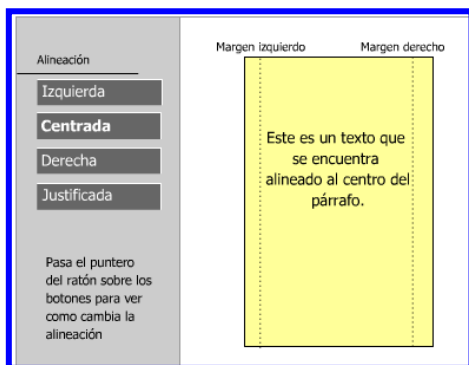 Alineación
Izquierda
Centrada
Derecha
Justificada
Pasa el puntero
del ratón sobre los
botones para ver
como cambia la
alineación
Margen izquierdo
Margen derecho
Este es un texto que
se encuentra
alineado al centro del
párrafo.